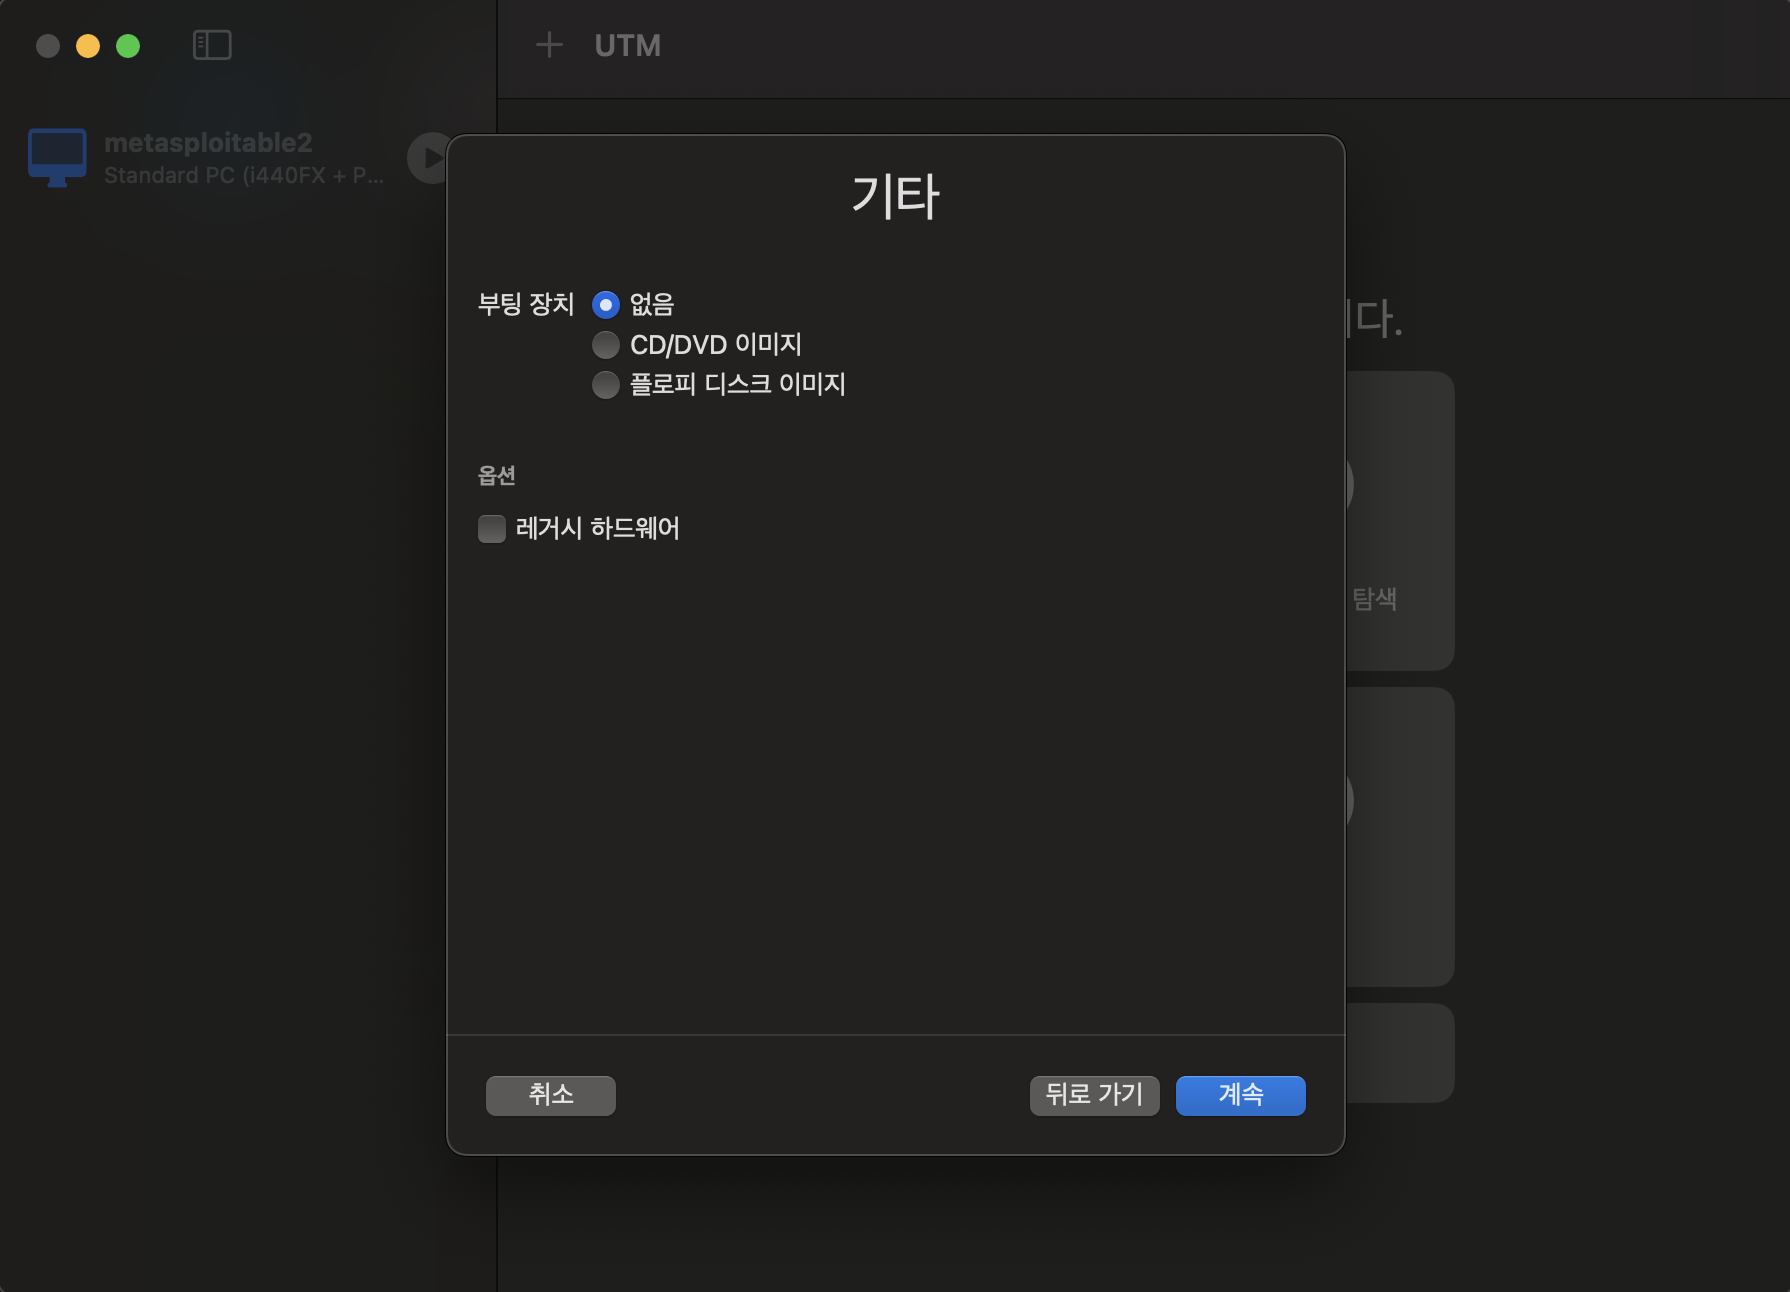 UTM
metasploitable2
Standard PC (i440FX + P...
기타
부팅 장치
없음
CD/DVD 이미지
플로피 디스크 이미지
옵션
레거시 하드웨어
다.
탐색
취소
뒤로 가기
계속